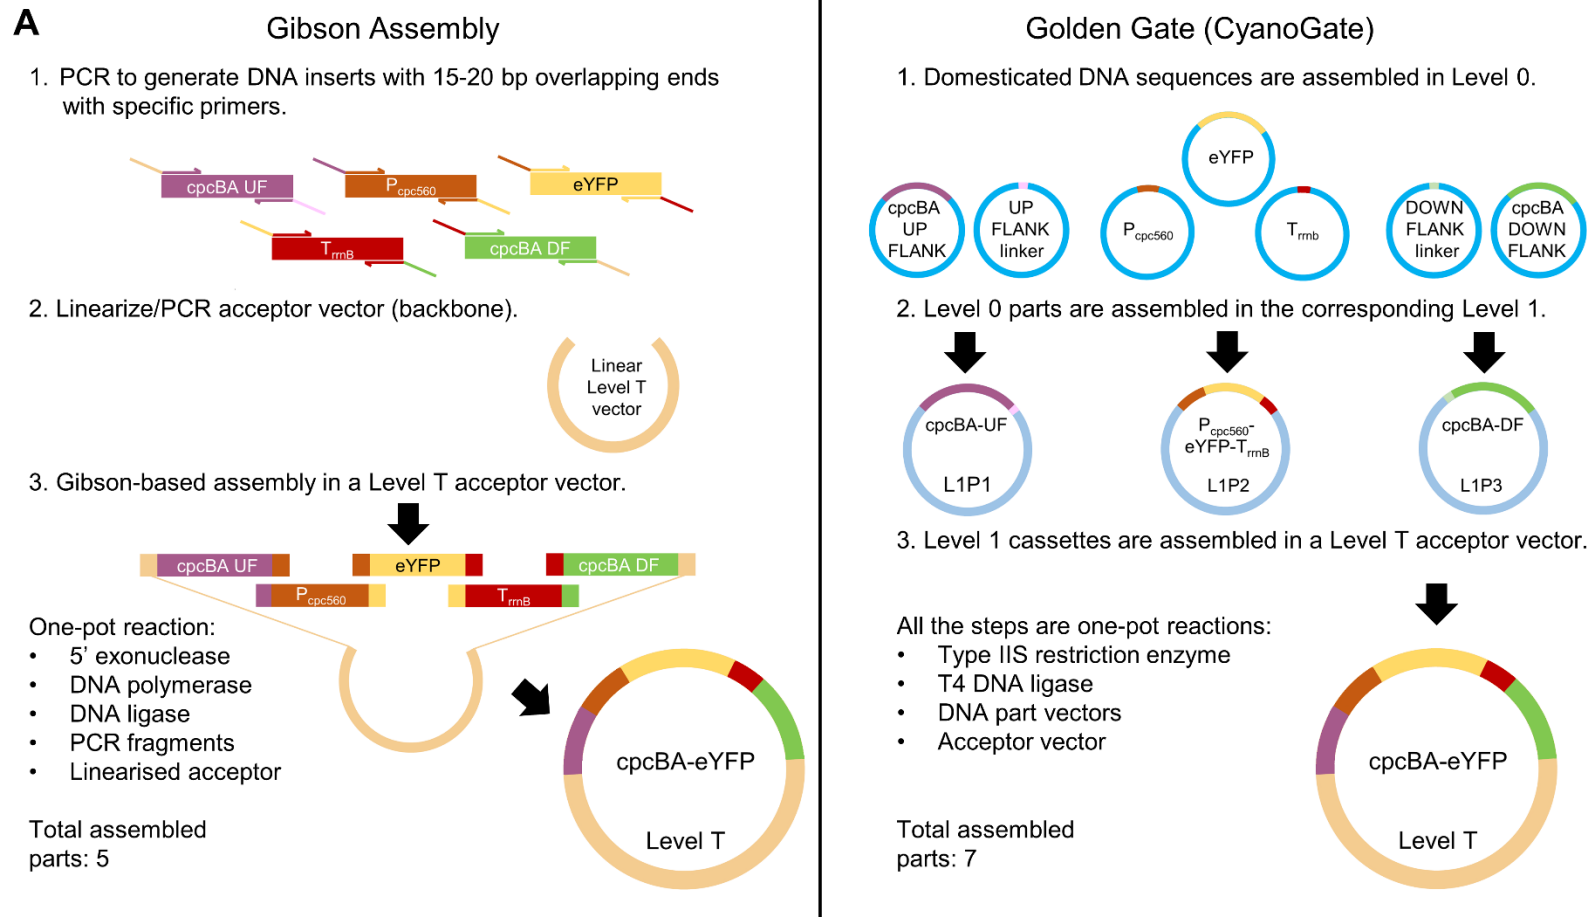 A
Gibson Assembly
1. PCR to generate DNA inserts with 15-20 bp overlapping ends
with specific primers.
cpcBA UF
Pcpc560
eYFP
TrrnB
cpcBA DF
2. Linearize/PCR acceptor vector (backbone).
Linear
Level T
vector
3. Gibson-based assembly in a Level T acceptor vector.
cpcBA UF
eYFP
cpcBA DF
Pcpc560
TrrnB
One-pot reaction:
• 5’ exonuclease
• DNA polymerase
• DNA ligase
• PCR fragments
• Linearised acceptor
Total assembled
parts: 5
cpcBA-eYFP
Level T
Golden Gate (CyanoGate)
1. Domesticated DNA sequences are assembled in Level 0.
eYFP
cpcBA
UP
FLANK
UP
FLANK
linker
Pcpc560
Trrnb
DOWN
FLANK
linker
cpcBA
DOWN
FLANK
2. Level 0 parts are assembled in the corresponding Level 1.
cpcBA-UF
L1P1
Pcpc560-
eYFP-TrrnB
L1P2
cpcBA-DF
L1P3
3. Level 1 cassettes are assembled in a Level T acceptor vector.
All the steps are one-pot reactions:
• Type IIS restriction enzyme
• T4 DNA ligase
• DNA part vectors
• Acceptor vector
Total assembled
parts: 7
cpcBA-eYFP
Level T